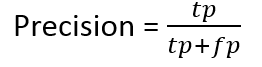 Precision = tp / tp+fp